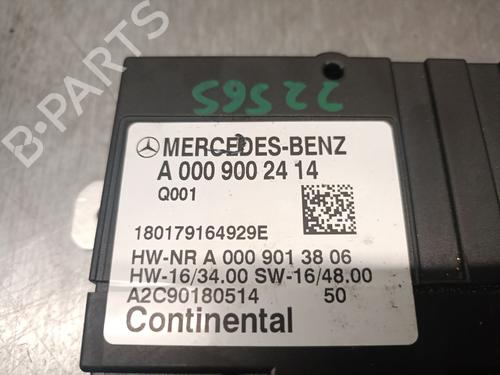 22565
MERCEDES-BENZ
A 000 900 24 14
Q001
180179164929E
HW-NR A 000 901 38 06
HW-16/34.00 SW-16/48.00
A2C90180514 50
Continental
B-PARTS